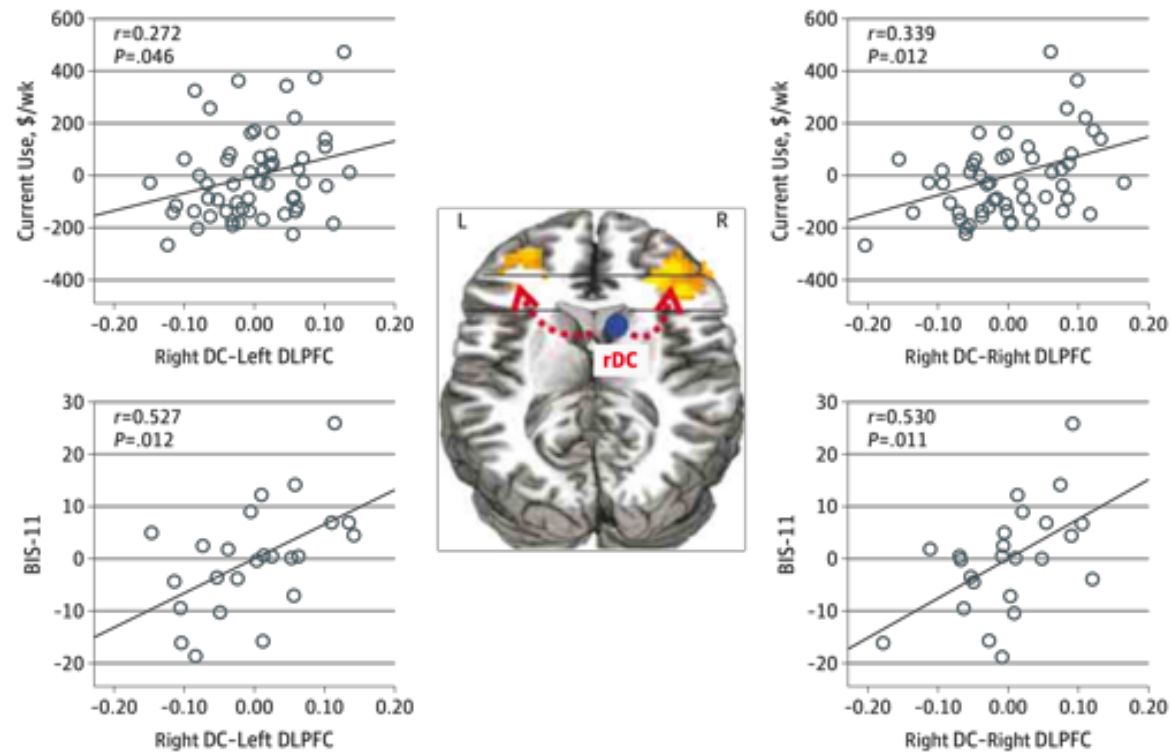 600
400
200
0
-200
-400
Current Use, $/wk
r=0.272
P=.046
-0.20 -0.10 0.00 0.10 0.20
Right DC-Left DLPFC
600
400
200
0
-200
-400
Current Use, $/wk
r=0.339
P=.012
-0.20 -0.10 0.00 0.10 0.20
Right DC-Right DLPFC
L R
rDC
30
20
10
0
-10
-20
BIS-11
r=0.527
P=.012
-0.20 -0.10 0.00 0.10 0.20
Right DC-Left DLPFC
30
20
10
0
-10
-20
BIS-11
r=0.530
P=.011
-0.20 -0.10 0.00 0.10 0.20
Right DC-Right DLPFC